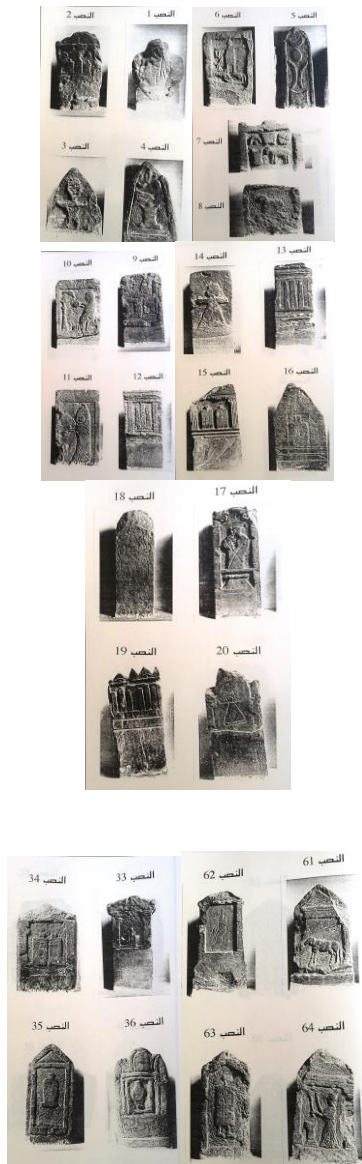 النصب 1
النصب 2
النصب 4
النصب 3
النصب 5
النصب 6
النصب 7
النصب 8
النصب 9
النصب 10
النصب 12
النصب 11
النصب 13
النصب 14
النصب 16
النصب 15
النصب 17
النصب 18
النصب 20
النصب 19
النصب 33
النصب 34
النصب 36
النصب 35
النصب 61
النصب 62
النصب 64
النصب 63